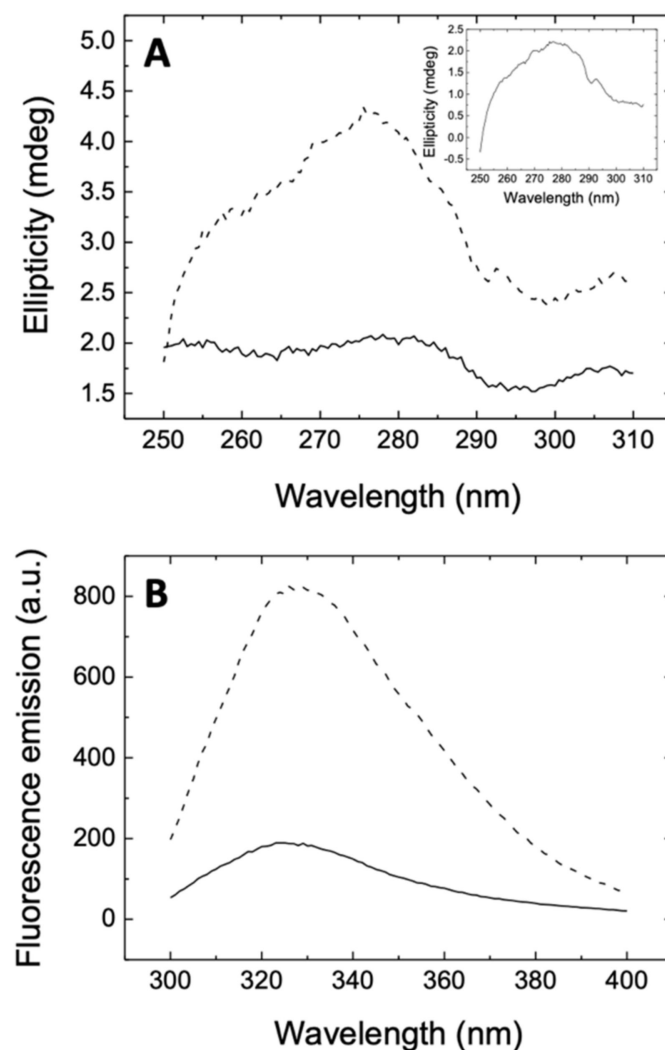 A
Ellipticity (mdeg)
5.0
4.5
4.0
3.5
3.0
2.5
2.0
1.5
250 260 270 280 290 300 310
Wavelength (nm)
Ellipticity (mdeg)
2.5
2.0
1.5
1.0
0.5
0.0
-0.5
250 260 270 280 290 300 310
Wavelength (nm)
B
Fluorescence emission (a.u.)
800
600
400
200
0
300 320 340 360 380 400
Wavelength (nm)